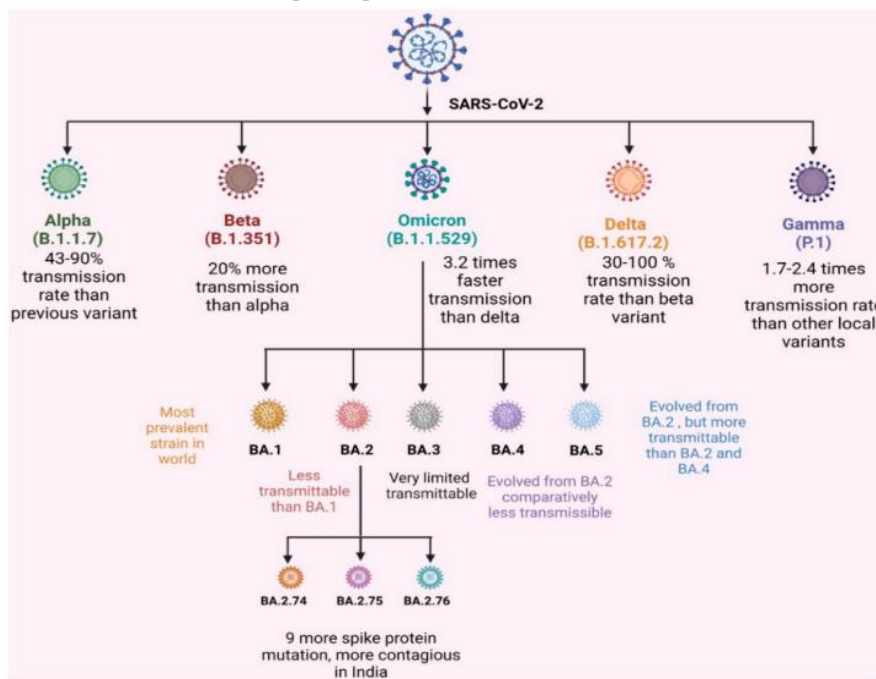 SARS-CoV-2
Alpha
(B.1.1.7)
43-90%
transmission
rate than
previous variant
Beta
(B.1.351)
20% more
transmission
than alpha
Omicron
(B.1.1.529)
3.2 times
faster
transmission
than delta
Delta
(B.1.617.2)
30-100 %
transmission
rate than beta
variant
Gamma
(P.1)
1.7-2.4 times
more
transmission rate
than other local
variants
Most
prevalent
strain in
world
BA.1
BA.2
Less
transmittable
than BA.1
BA.3
Very limited
transmittable
BA.4
Evolved from BA.2
comparatively
less transmissible
BA.5
Evolved from
BA.2 , but more
transmittable
than BA.2 and
BA.4
BA.2.74
BA.2.75
BA.2.76
9 more spike protein
mutation, more contagious
in India